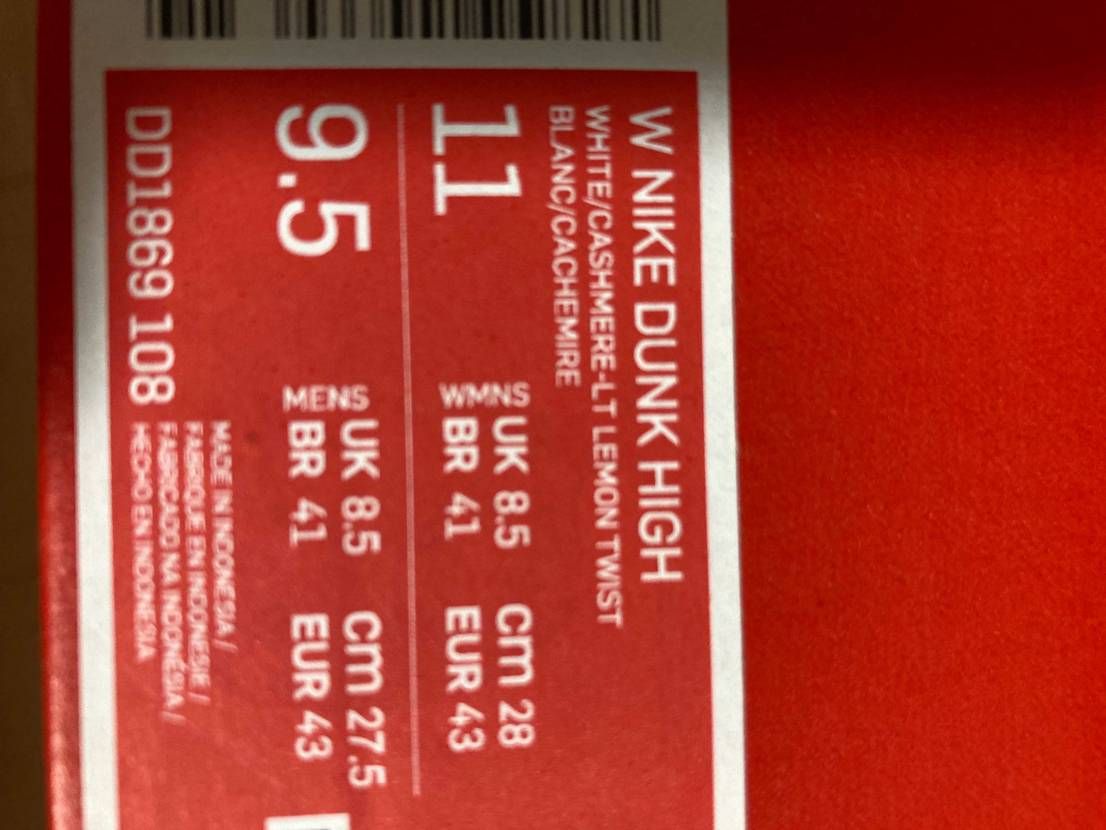 W NIKE DUNK HIGH
WHITE/CASHMERE-LT LEMON TWIST
BLANC/CACHEMIRE
11
WMNS
UK 8.5 cm 28
BR 41 EUR 43
9.5
MENS
UK 8.5 cm 27.5
BR 41 EUR 43
DD1869 108
MADE IN INDONESIA /
FABRIQUE EN INDONESIE /
FABRICADO NA INDONÉSIA /
HECHO EN INDONESIA